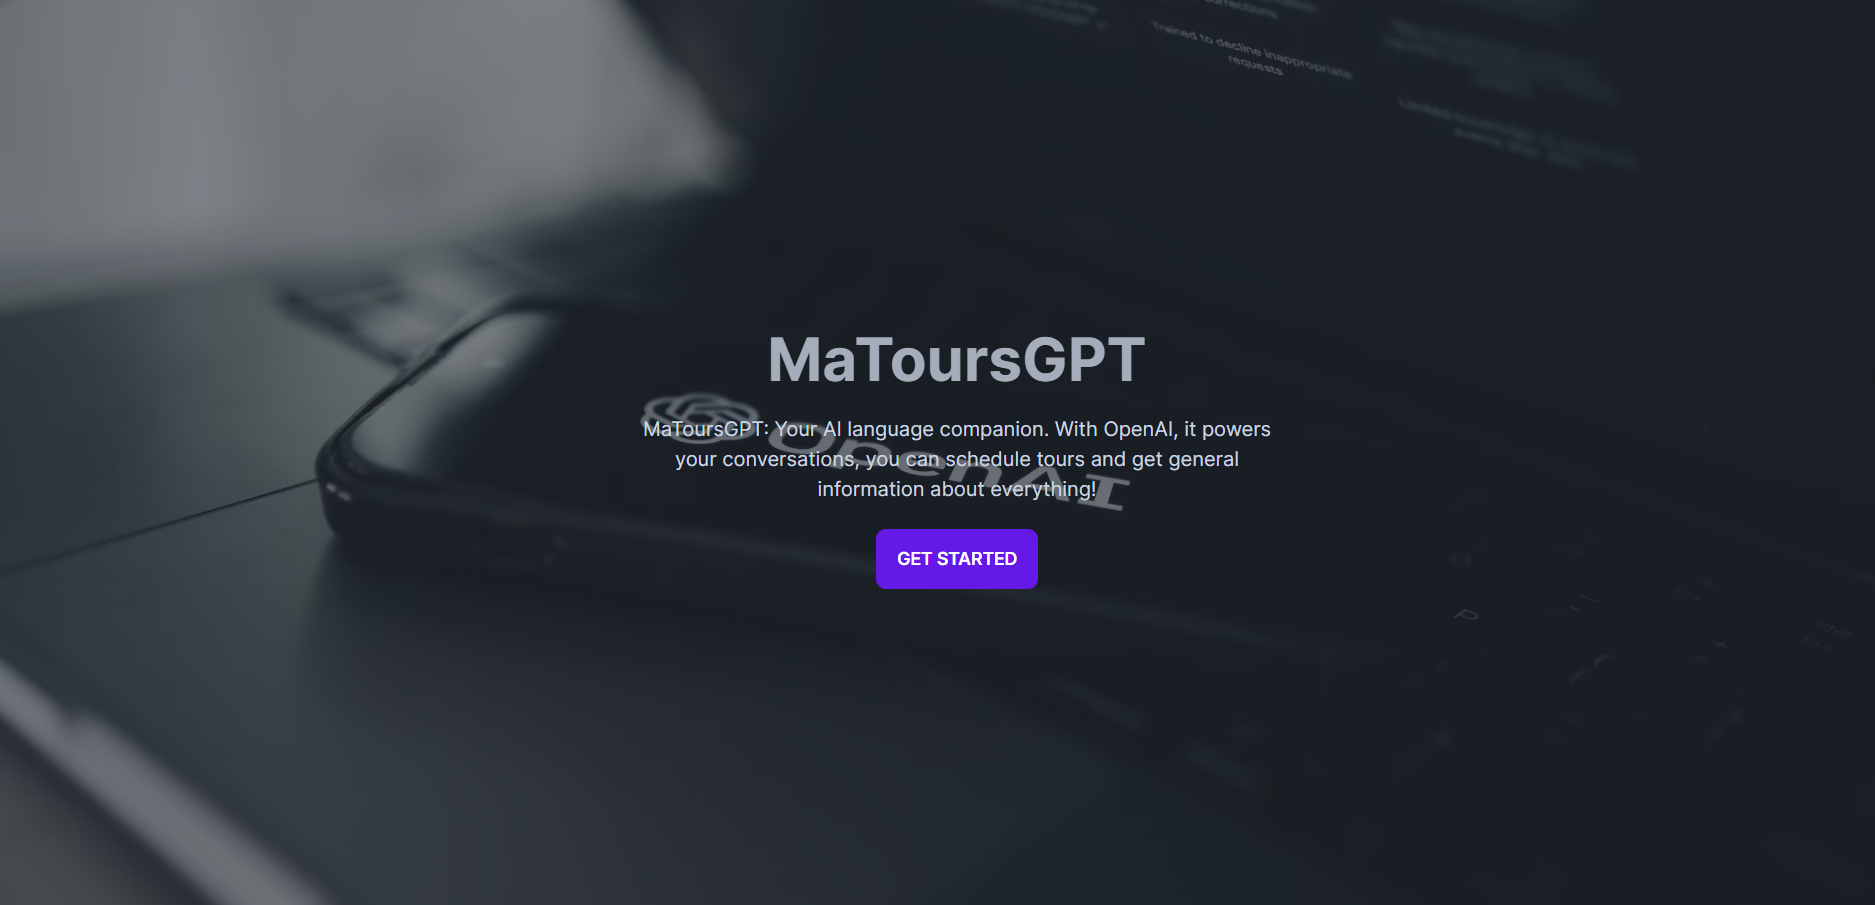 corrections
Trained to decline inappropriate
requests
MaToursGPT
MaToursGPT: Your AI language companion. With OpenAI, it powers
your conversations, you can schedule tours and get general
information about everything!
OpenAI
GET STARTED
P